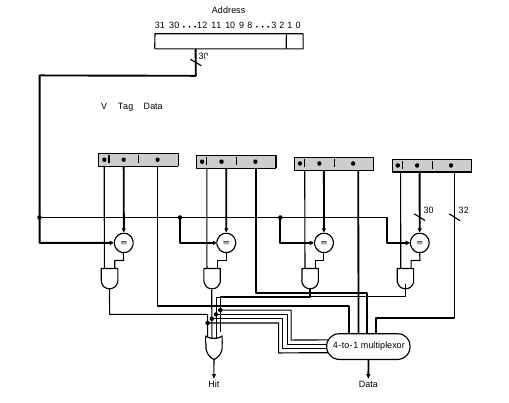 Address
31 30 ...12 11 10 9 8 ...3 2 1 0
30
V Tag Data
30 32
= = = =
4-to-1 multiplexor
Hit Data